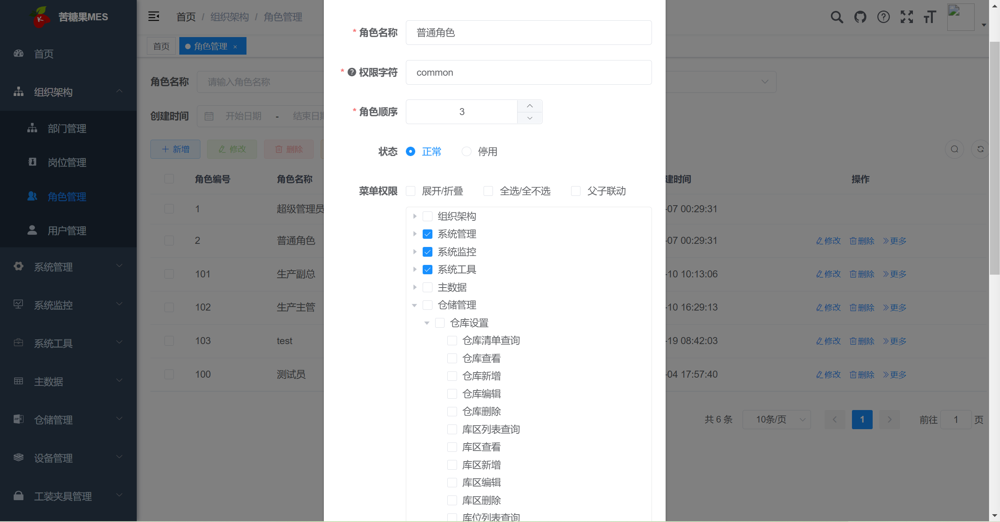 苦糖果MES
首页 / 组织架构 / 角色管理
首页
角色管理 ×
首页
组织架构
部门管理
岗位管理
角色管理
用户管理
系统管理
系统监控
系统工具
主数据
仓储管理
设备管理
工装夹具管理
角色名称 请输入角色名称
创建时间 开始日期 - 结束日期
新增 修改 删除
角色编号 角色名称 建时间 操作
1 超级管理员 -07 00:29:31
2 普通角色 -07 00:29:31 修改 删除 更多
101 生产副总 -10 10:13:06 修改 删除 更多
102 生产主管 -10 16:29:13 修改 删除 更多
103 test -19 08:42:03 修改 删除 更多
100 测试员 -04 17:57:40 修改 删除 更多
共 6 条 10条/页 1 前往 1 页
* 角色名称 普通角色
* 权限字符 common
* 角色顺序 3
状态 正常 停用
菜单权限 展开/折叠 全选/全不选 父子联动
组织架构
系统管理
系统监控
系统工具
主数据
仓储管理
仓库设置
仓库清单查询
仓库查看
仓库新增
仓库编辑
仓库删除
库区列表查询
库区查看
库区新增
库区编辑
库区删除
库位列表查询